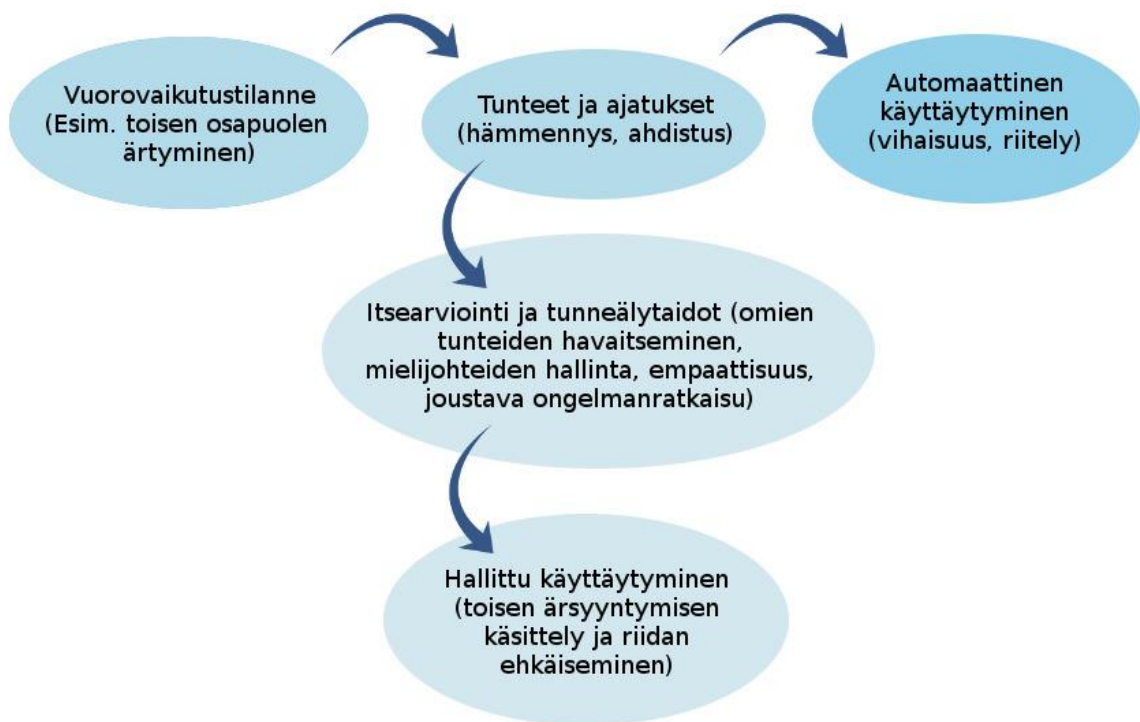 Vuorovaikutustilanne
(Esim. toisen osapuolen
ärtyminen)
Tunteet ja ajatukset
(hämmennys, ahdistus)
Automaattinen
käyttäytyminen
(vihaisuus, riitely)
Itsearviointi ja tunneälytaidot (omien
tunteiden havaitseminen,
mielijohteiden hallinta, empaattisuus,
joustava ongelmanratkaisu)
Hallittu käyttäytyminen
(toisen ärsyyntymisen
käsittely ja riidan
ehkäiseminen)